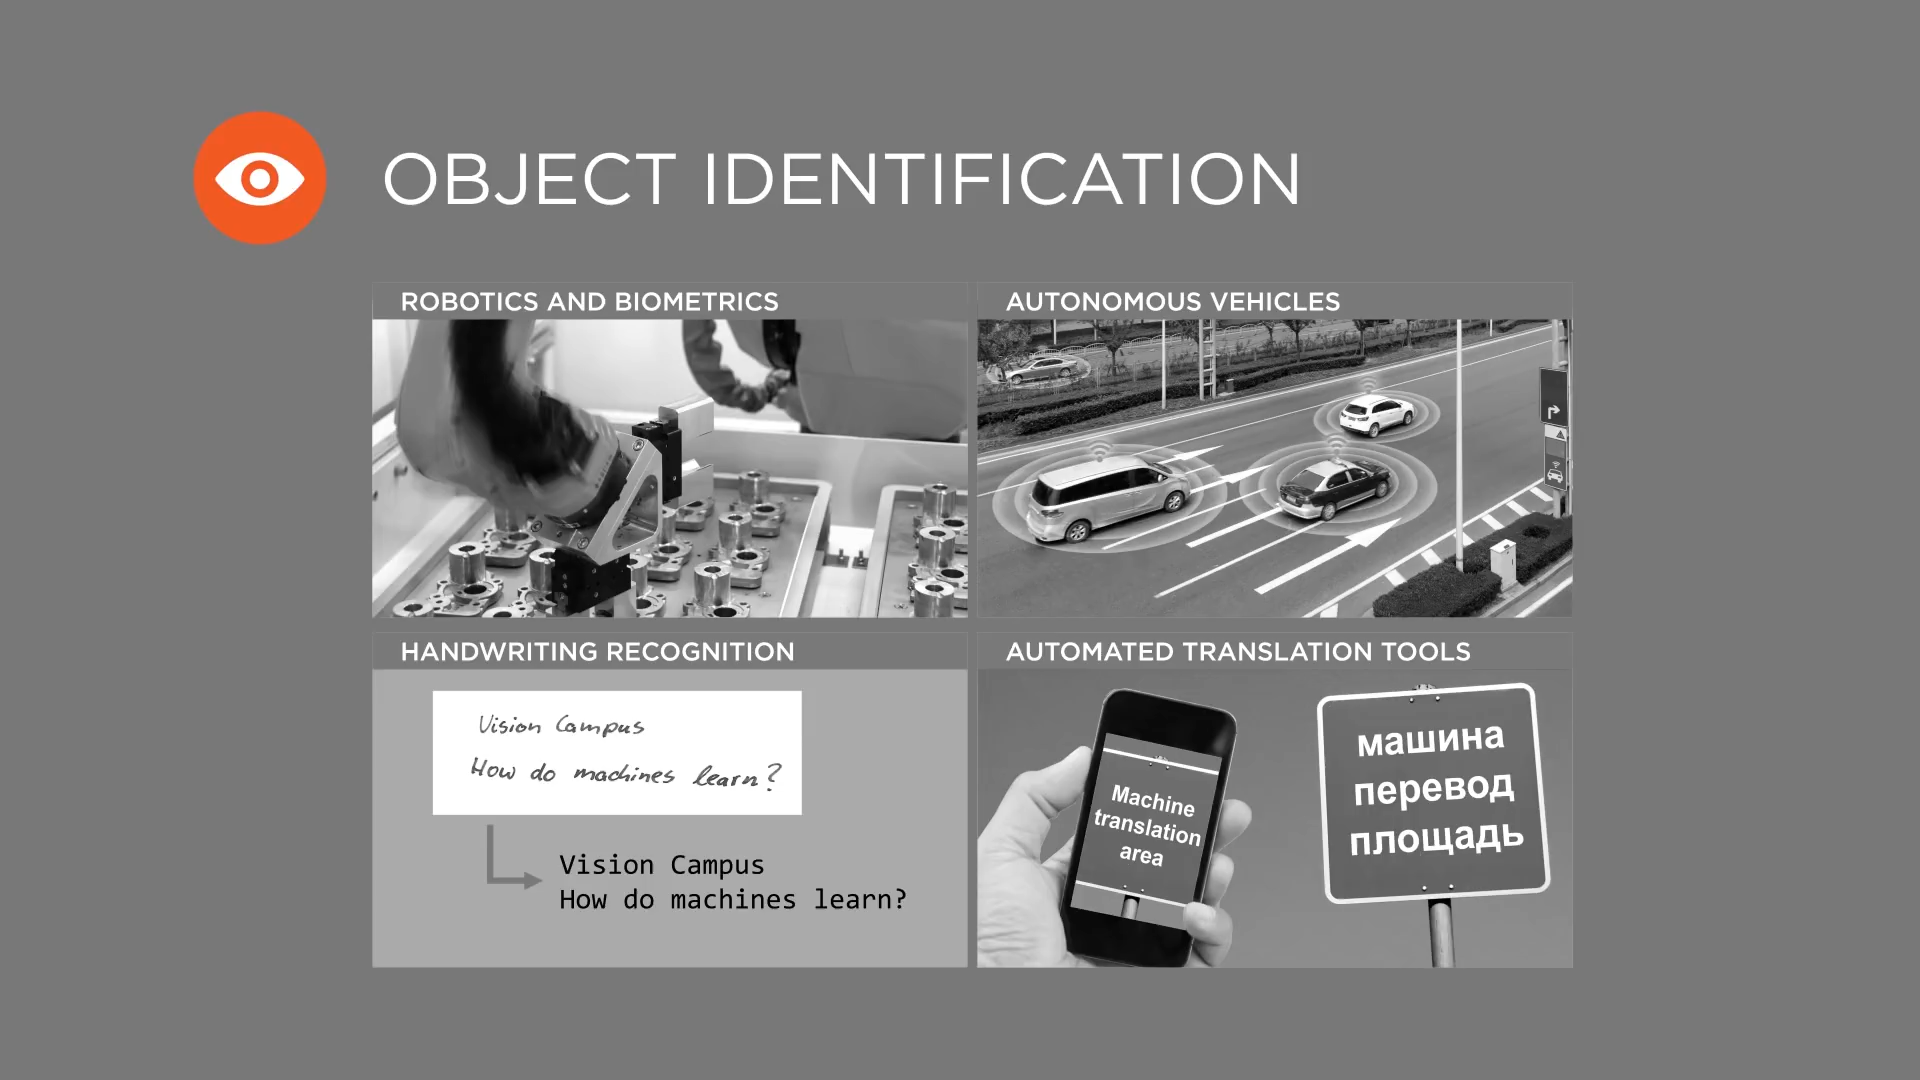 OBJECT IDENTIFICATION
ROBOTICS AND BIOMETRICS
AUTONOMOUS VEHICLES
HANDWRITING RECOGNITION
Vision Campus
How do machines learn?
Vision Campus
How do machines learn?
AUTOMATED TRANSLATION TOOLS
Machine
translation
area
машина
перевод
площадь